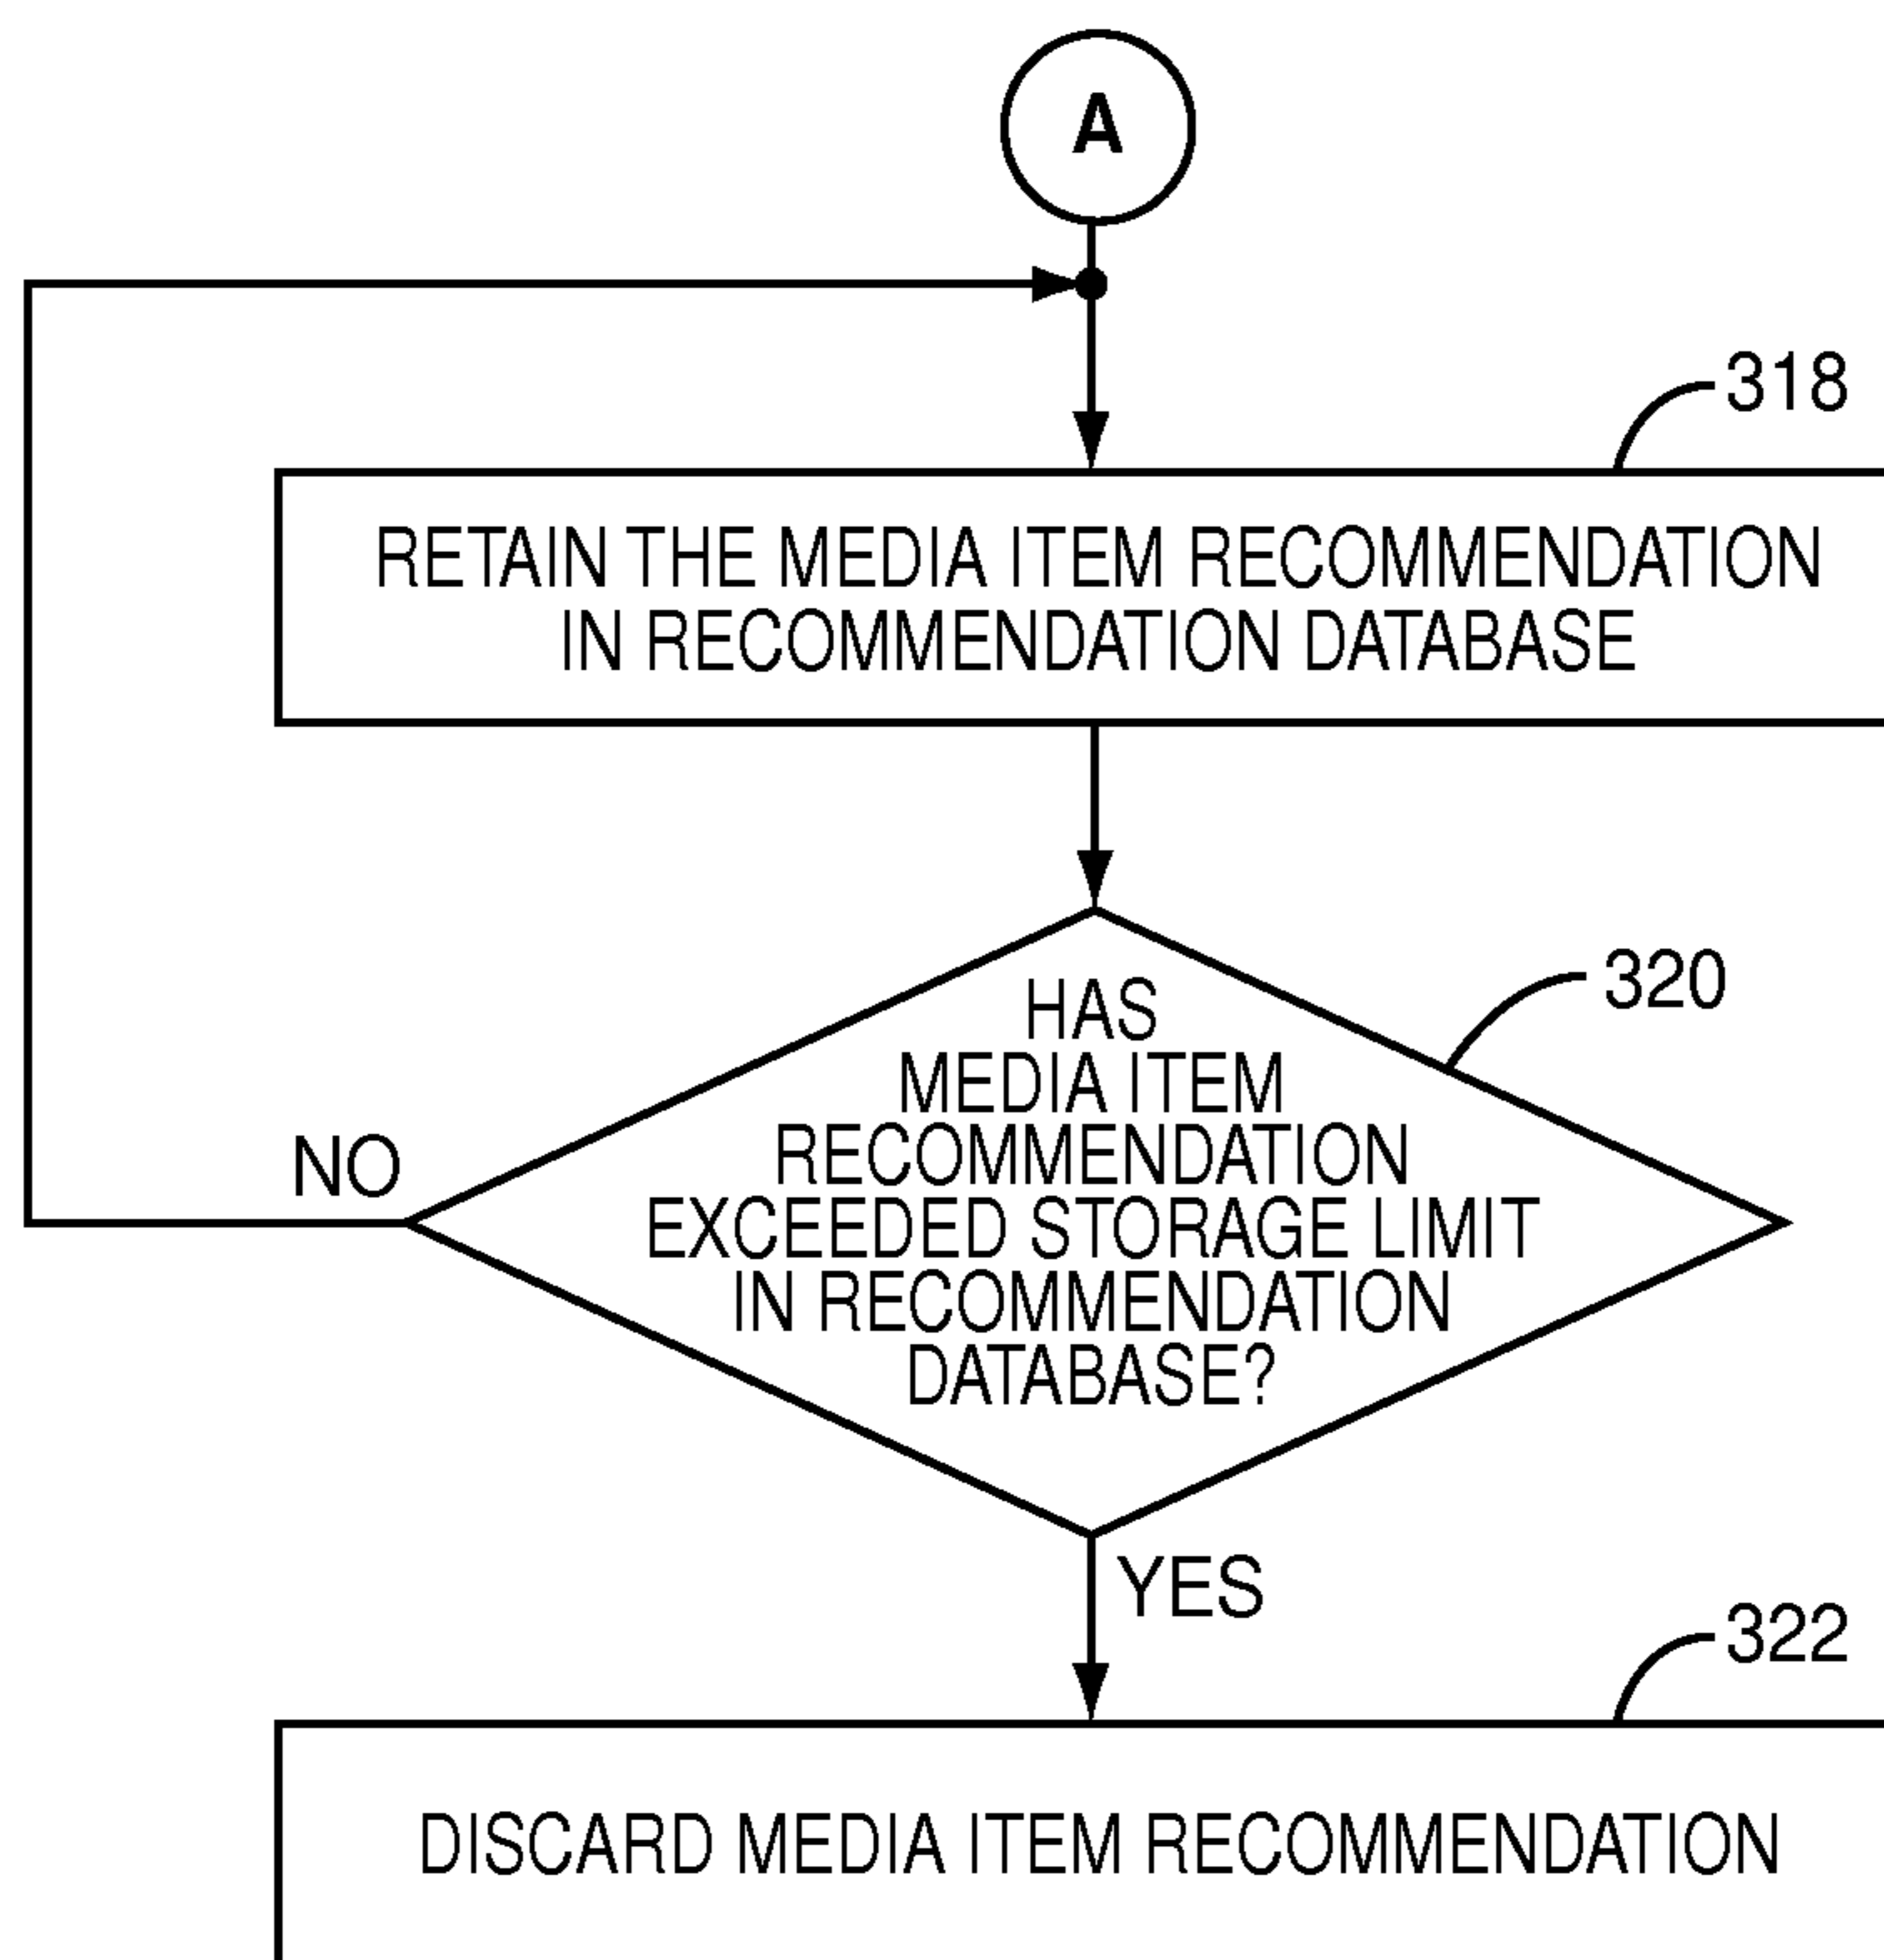 A
318
RETAIN THE MEDIA ITEM RECOMMENDATION
IN RECOMMENDATION DATABASE
320
HAS
MEDIA ITEM
RECOMMENDATION
EXCEEDED STORAGE LIMIT
IN RECOMMENDATION
DATABASE?
NO
YES
322
DISCARD MEDIA ITEM RECOMMENDATION